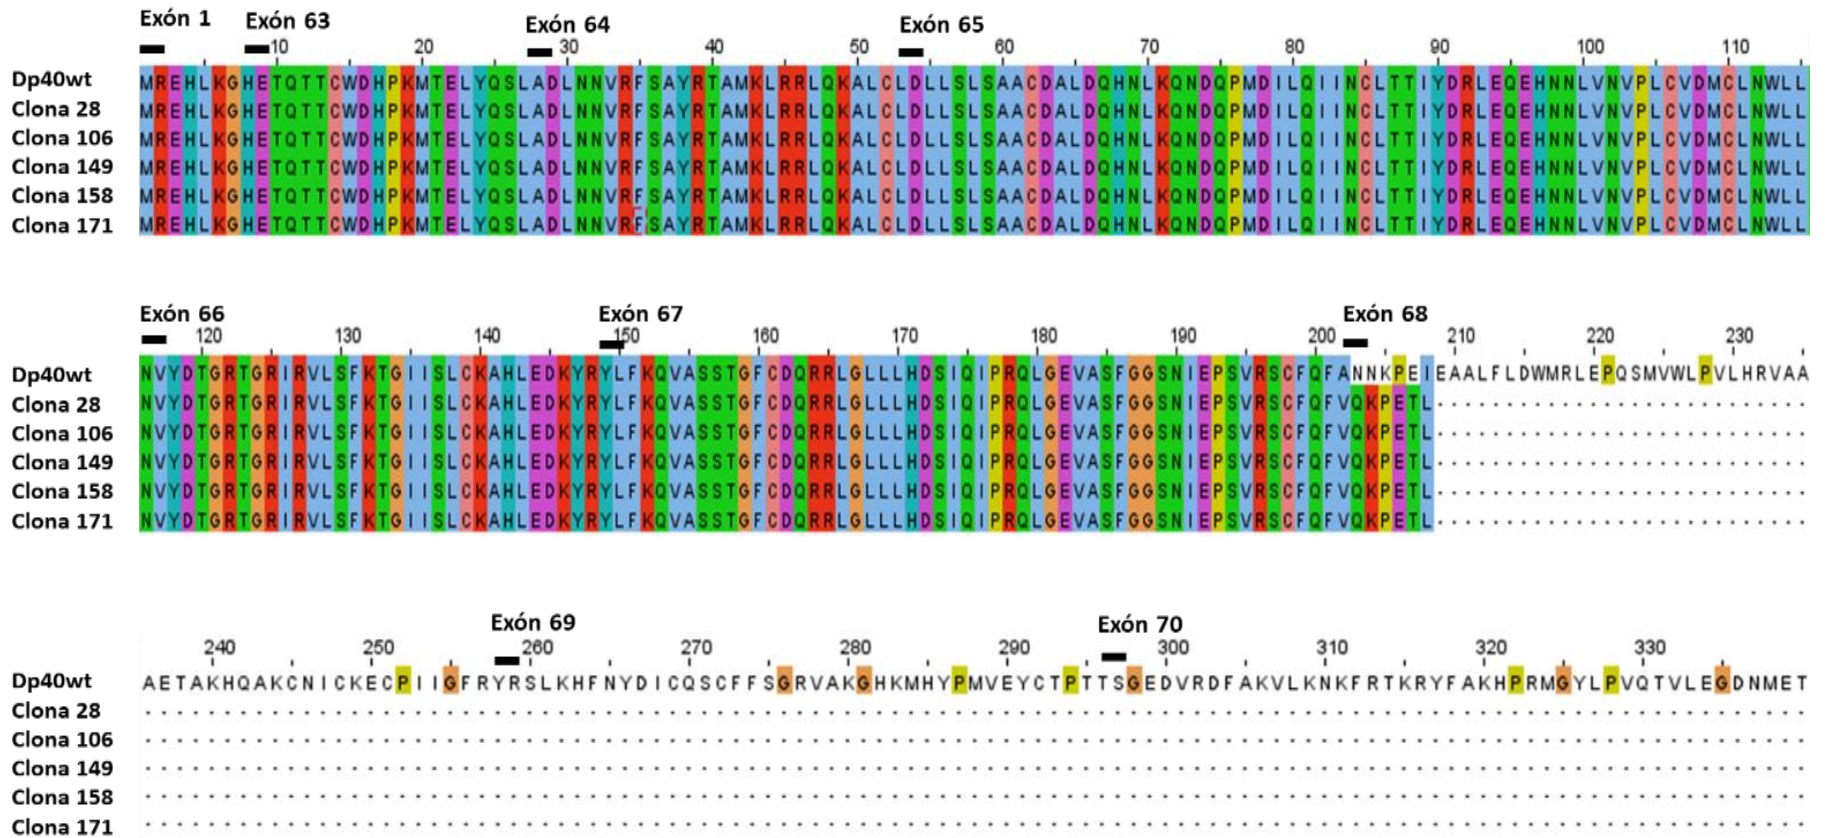 Exón 1 Exón 63 Exón 64 Exón 65
10 20 30 40 50 60 70 80 90 100 110
Dp40wt MREHLKGHETQTTCWDHPKMTELYQSLADLNNVRFSAYRTAMKLRRLQKALCLDLLSLSAACDALDQHNLKQNDQPMDILQIINCLTTIYDRLEQEHNNLVNVPLCVDMCLNWLL
Clona 28 MREHLKGHETQTTCWDHPKMTELYQSLADLNNVRFSAYRTAMKLRRLQKALCLDLLSLSAACDALDQHNLKQNDQPMDILQIINCLTTIYDRLEQEHNNLVNVPLCVDMCLNWLL
Clona 106 MREHLKGHETQTTCWDHPKMTELYQSLADLNNVRFSAYRTAMKLRRLQKALCLDLLSLSAACDALDQHNLKQNDQPMDILQIINCLTTIYDRLEQEHNNLVNVPLCVDMCLNWLL
Clona 149 MREHLKGHETQTTCWDHPKMTELYQSLADLNNVRFSAYRTAMKLRRLQKALCLDLLSLSAACDALDQHNLKQNDQPMDILQIINCLTTIYDRLEQEHNNLVNVPLCVDMCLNWLL
Clona 158 MREHLKGHETQTTCWDHPKMTELYQSLADLNNVRFSAYRTAMKLRRLQKALCLDLLSLSAACDALDQHNLKQNDQPMDILQIINCLTTIYDRLEQEHNNLVNVPLCVDMCLNWLL
Clona 171 MREHLKGHETQTTCWDHPKMTELYQSLADLNNVRFSAYRTAMKLRRLQKALCLDLLSLSAACDALDQHNLKQNDQPMDILQIINCLTTIYDRLEQEHNNLVNVPLCVDMCLNWLL
Exón 66 Exón 67 Exón 68
120 130 140 150 160 170 180 190 200 210 220 230
Dp40wt NVYDTGRTGRIRVLSFKTGIISLCKAHLEDKYRYLFKQVASSTGFCDQRRLGLLLHDSIQIPRQLGEVASFGGSNIEPSVRSCFQFANNKPEIEAALFLDWMRLEPQSMVWLPVLHRVAA
Clona 28 NVYDTGRTGRIRVLSFKTGIISLCKAHLEDKYRYLFKQVASSTGFCDQRRLGLLLHDSIQIPRQLGEVASFGGSNIEPSVRSCFQFVQKPETL...........................
Clona 106 NVYDTGRTGRIRVLSFKTGIISLCKAHLEDKYRYLFKQVASSTGFCDQRRLGLLLHDSIQIPRQLGEVASFGGSNIEPSVRSCFQFVQKPETL...........................
Clona 149 NVYDTGRTGRIRVLSFKTGIISLCKAHLEDKYRYLFKQVASSTGFCDQRRLGLLLHDSIQIPRQLGEVASFGGSNIEPSVRSCFQFVQKPETL...........................
Clona 158 NVYDTGRTGRIRVLSFKTGIISLCKAHLEDKYRYLFKQVASSTGFCDQRRLGLLLHDSIQIPRQLGEVASFGGSNIEPSVRSCFQFVQKPETL...........................
Clona 171 NVYDTGRTGRIRVLSFKTGIISLCKAHLEDKYRYLFKQVASSTGFCDQRRLGLLLHDSIQIPRQLGEVASFGGSNIEPSVRSCFQFVQKPETL...........................
Exón 69 Exón 70
240 250 260 270 280 290 300 310 320 330
Dp40wt AETAKHQAKCNICKECPIIGFRYRSLKHFNYDICQSCFFSGRVAKGHKMHYPMVEYCTPTTSGEDVRDFAKVLKNKFRTKRYFAKHPRMGYLPVQTVLEGDNMET
Clona 28 .........................................................................................................
Clona 106 .........................................................................................................
Clona 149 .........................................................................................................
Clona 158 .........................................................................................................
Clona 171 .........................................................................................................